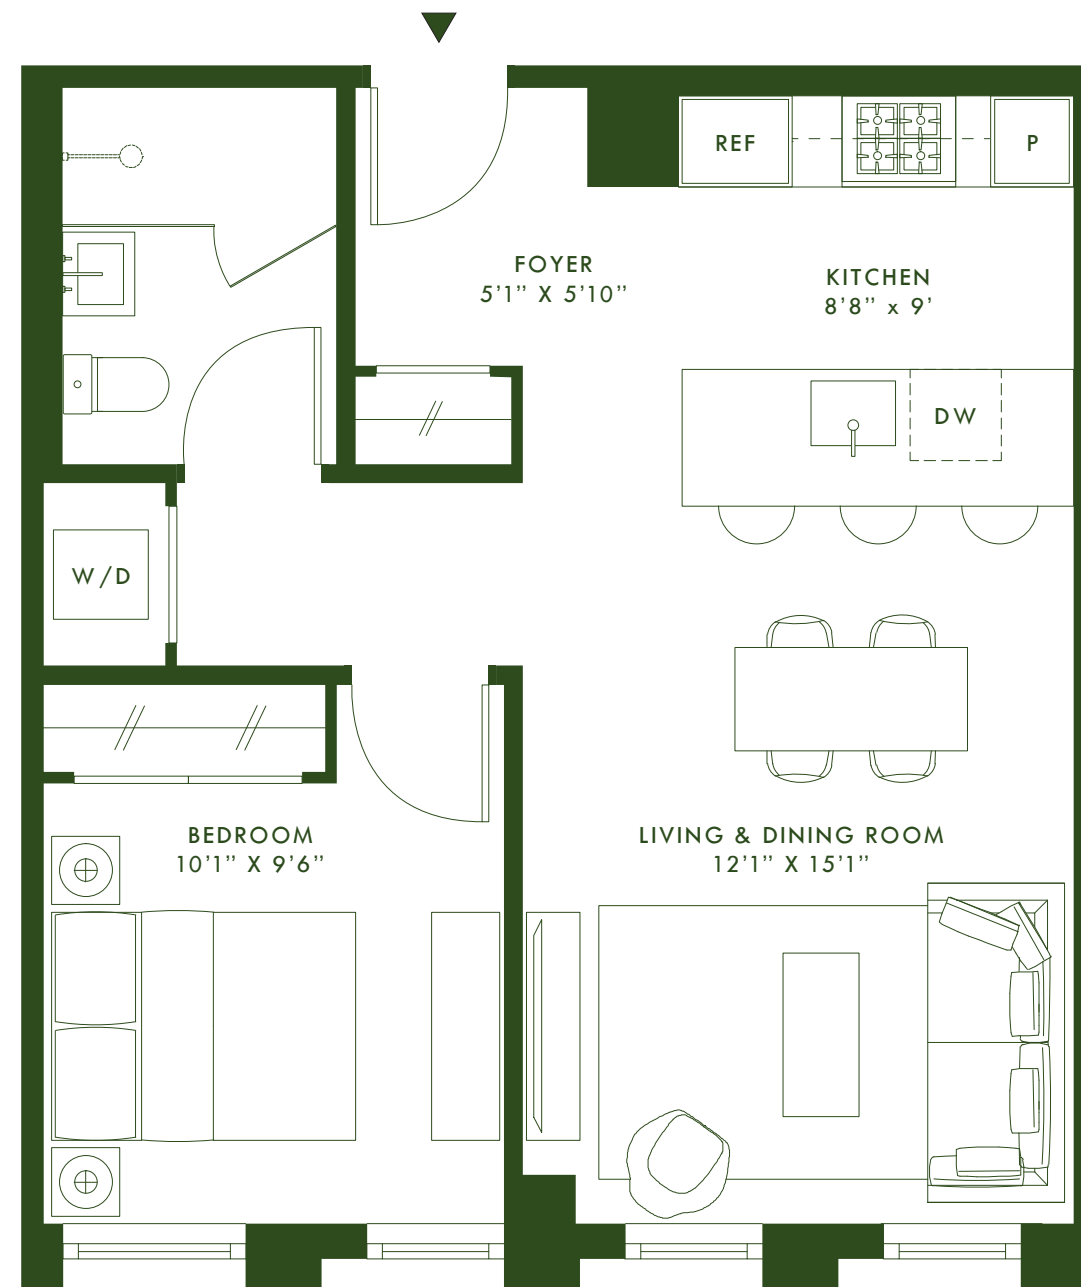 REF
P
FOYER
5'1” X 5'10”
KITCHEN
8'8” x 9'
DW
W/D
BEDROOM
10'1” X 9'6”
LIVING & DINING ROOM
12'1” X 15'1”